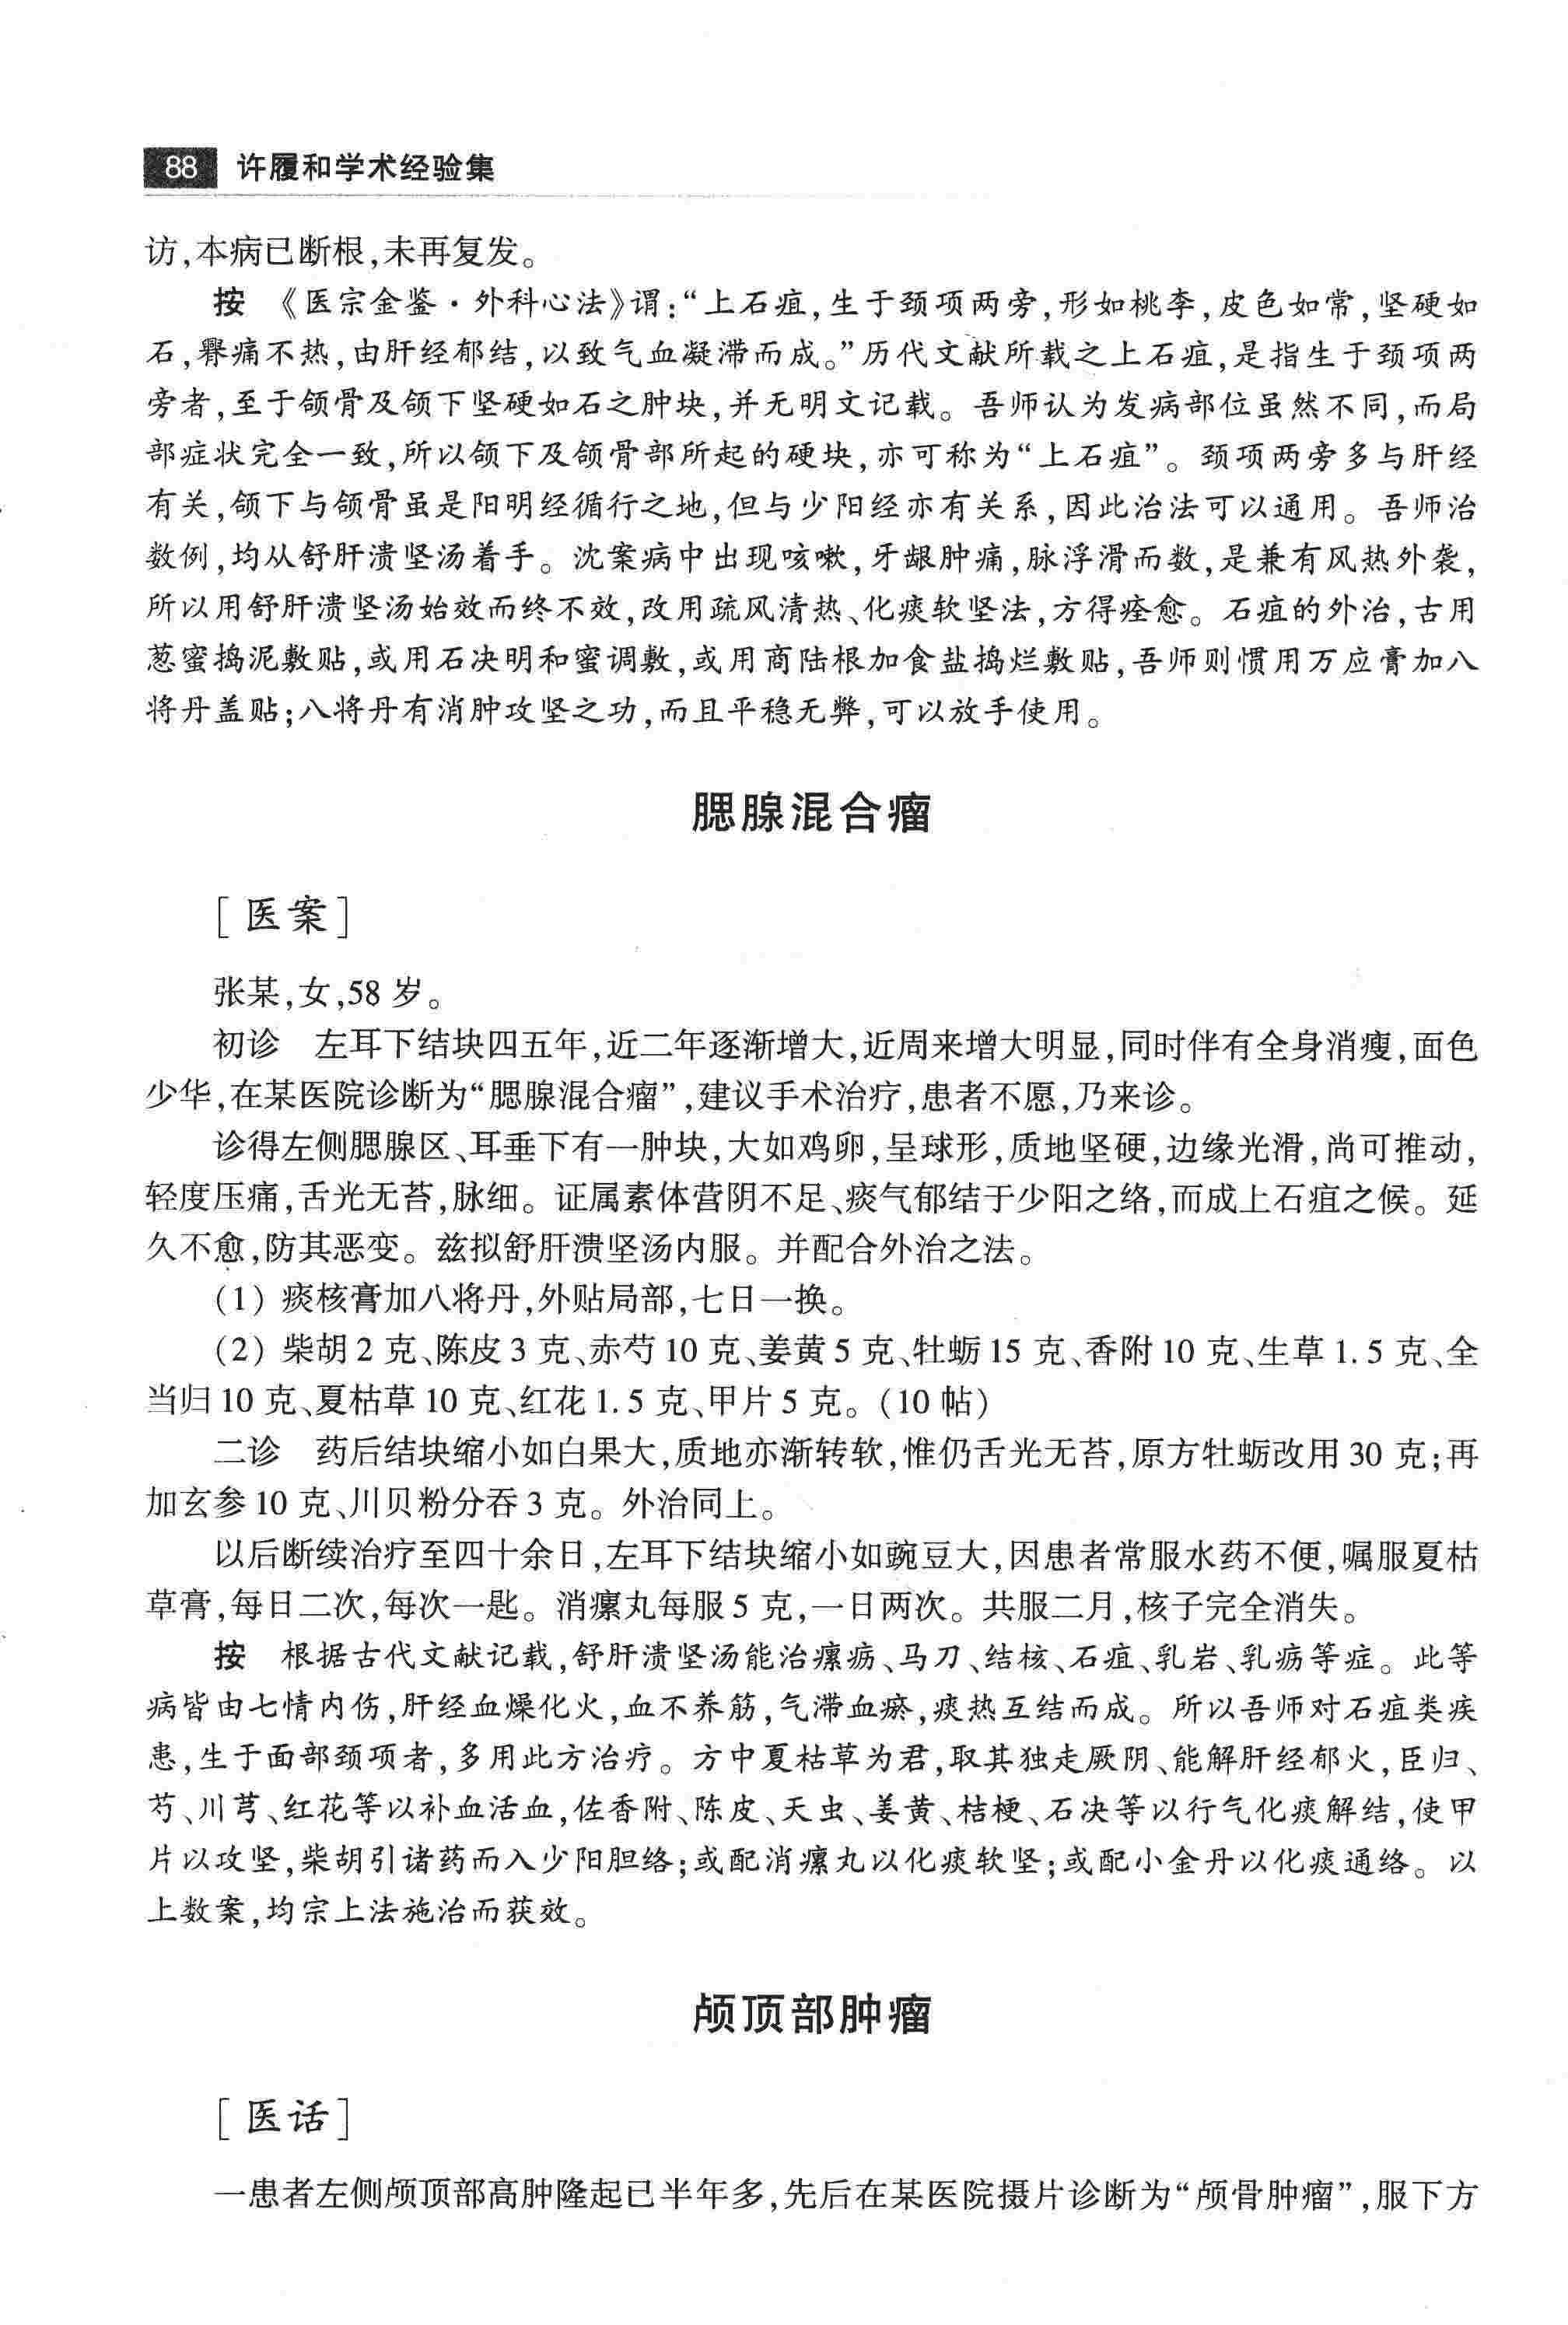 88 许履和学术经验集
访,本病已断根,未再复发。
按 《医宗金鉴·外科心法》谓:“上石疽,生于颈项两旁,形如桃李,皮色如常,坚硬如
石,臖痛不热,由肝经郁结,以致气血凝滞而成。”历代文献所载之上石疽,是指生于颈项两
旁者,至于颌骨及颌下坚硬如石之肿块,并无明文记载。吾师认为发病部位虽然不同,而局
部症状完全一致,所以颌下及颌骨部所起的硬块,亦可称为“上石疽”。颈项两旁多与肝经
有关,颌下与颌骨虽是阳明经循行之地,但与少阳经亦有关系,因此治法可以通用。吾师治
数例,均从舒肝溃坚汤着手。沈案病中出现咳嗽,牙龈肿痛,脉浮滑而数,是兼有风热外袭,
所以用舒肝溃坚汤始效而终不效,改用疏风清热、化痰软坚法,方得痊愈。石疽的外治,古用
葱蜜捣泥敷贴,或用石决明和蜜调敷,或用商陆根加食盐捣烂敷贴,吾师则惯用万应膏加八
将丹盖贴;八将丹有消肿攻坚之功,而且平稳无弊,可以放手使用。
腮腺混合瘤
[医案]
张某,女,58 岁。
初诊 左耳下结块四五年,近二年逐渐增大,近周来增大明显,同时伴有全身消瘦,面色
少华,在某医院诊断为“腮腺混合瘤”,建议手术治疗,患者不愿,乃来诊。
诊得左侧腮腺区、耳垂下有一肿块,大如鸡卵,呈球形,质地坚硬,边缘光滑,尚可推动,
轻度压痛,舌光无苔,脉细。证属素体营阴不足、痰气郁结于少阳之络,而成上石疽之候。延
久不愈,防其恶变。兹拟舒肝溃坚汤内服。并配合外治之法。
(1) 痰核膏加八将丹,外贴局部,七日一换。
(2) 柴胡 2 克、陈皮 3 克、赤芍 10 克、姜黄 5 克、牡蛎 15 克、香附 10 克、生草 1.5 克、全
当归 10 克、夏枯草 10 克、红花 1.5 克、甲片 5 克。(10 帖)
二诊 药后结块缩小如白果大,质地亦渐转软,惟仍舌光无苔,原方牡蛎改用 30 克;再
加玄参 10 克、川贝粉分吞 3 克。外治同上。
以后断续治疗至四十余日,左耳下结块缩小如豌豆大,因患者常服水药不便,嘱服夏枯
草膏,每日二次,每次一匙。消瘰丸每服 5 克,一日两次。共服二月,核子完全消失。
按 根据古代文献记载,舒肝溃坚汤能治瘰疬、马刀、结核、石疽、乳岩、乳疬等症。此等
病皆由七情内伤,肝经血燥化火,血不养筋,气滞血瘀,痰热互结而成。所以吾师对石疽类疾
患,生于面部颈项者,多用此方治疗。方中夏枯草为君,取其独走厥阴、能解肝经郁火,臣归、
芍、川芎、红花等以补血活血,佐香附、陈皮、天虫、姜黄、桔梗、石决等以行气化痰解结,使甲
片以攻坚,柴胡引诸药而入少阳胆络;或配消瘰丸以化痰软坚;或配小金丹以化痰通络。以
上数案,均宗上法施治而获效。
颅顶部肿瘤
[医话]
一患者左侧颅顶部高肿隆起已半年多,先后在某医院摄片诊断为“颅骨肿瘤”,服下方